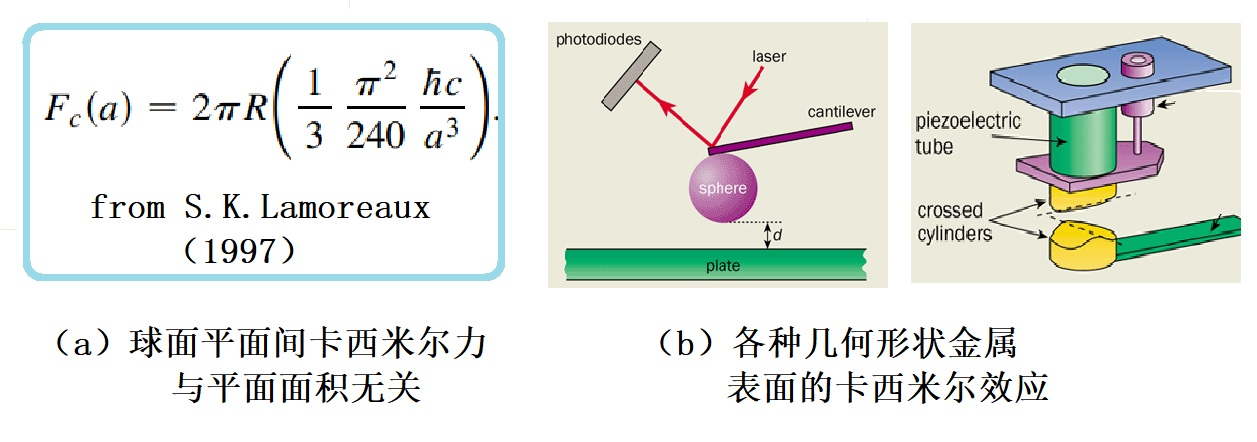 F_c(a) = 2πR(1/3 π²/240 ħc/a³).
from S.K.Lamoreaux
（1997）
photodiodes
laser
cantilever
sphere
d
plate
piezoelectric
tube
crossed
cylinders
（a）球面平面间卡西米尔力
与平面面积无关
（b）各种几何形状金属
表面的卡西米尔效应